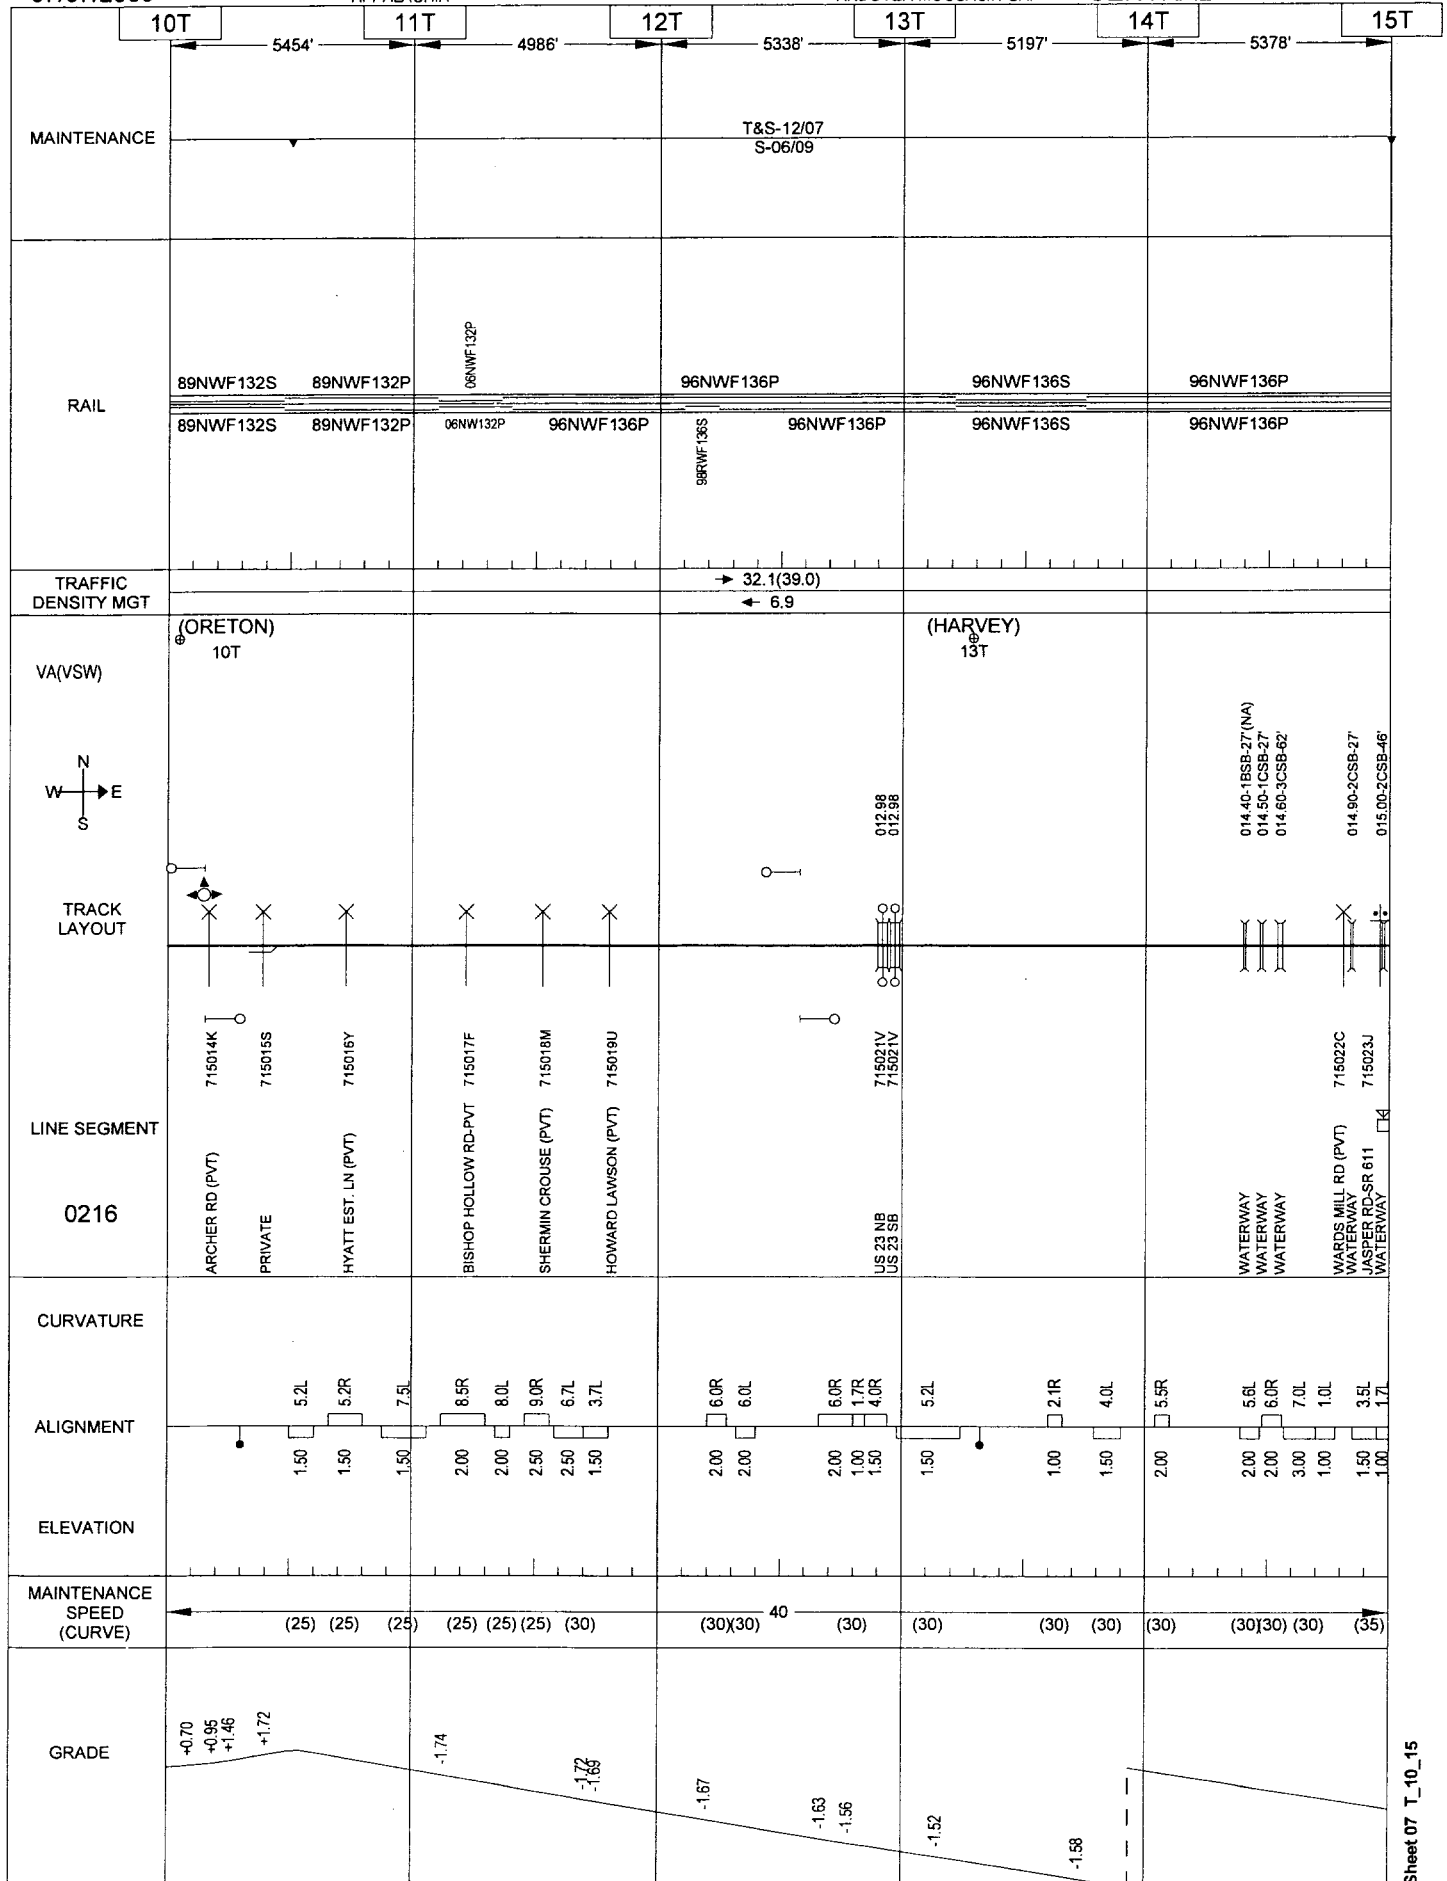 10T 11T 12T 13T 14T 15T
5454' 4986' 5338' 5197' 5378'
MAINTENANCE
T&S-12/07
S-06/09
06NWF132P
89NWF132S 89NWF132P 96NWF136P 96NWF136S 96NWF136P
RAIL
89NWF132S 89NWF132P 06NW132P 96NWF136P 96NWF136P 96NWF136S 96NWF136P
98RWF136S
TRAFFIC
DENSITY MGT
32.1(39.0)
6.9
(ORETON) (HARVEY)
10T 13T
VA(VSW)
N
W E
S
012.98
012.98
014.40-1BSB-27'(NA)
014.50-1CSB-27'
014.60-3CSB-62'
014.90-2CSB-27'
015.00-2CSB-46'
TRACK
LAYOUT
715014K
715015S
715016Y
715017F
715018M
715019U
715021V
715021V
715022C
715023J
LINE SEGMENT
0216
ARCHER RD (PVT)
PRIVATE
HYATT EST. LN (PVT)
BISHOP HOLLOW RD-PVT
SHERMIN CROUSE (PVT)
HOWARD LAWSON (PVT)
US 23 NB
US 23 SB
WATERWAY
WATERWAY
WATERWAY
WARDS MILL RD (PVT)
WATERWAY
JASPER RD-SR 611
WATERWAY
CURVATURE
5.2L 5.2R 7.5L 8.5R 8.0L 9.0R 6.7L 3.7L 6.0R 6.0L 6.0R 1.7R 4.0R 5.2L 2.1R 4.0L 5.5R 5.6L 6.0R 7.0L 1.0L 3.5L 1.7L
ALIGNMENT
1.50 1.50 1.50 2.00 2.00 2.50 2.50 1.50 2.00 2.00 2.00 1.00 1.50 1.50 1.00 1.50 2.00 2.00 2.00 3.00 1.00 1.50 1.00
ELEVATION
MAINTENANCE
SPEED
(CURVE)
40
(25) (25) (25) (25) (25) (25) (30) (30) (30) (30) (30) (30) (30) (30) (30) (30) (30) (35)
GRADE
+0.70 +0.95 +1.46 +1.72 -1.74 -1.72 -1.69 -1.67 -1.63 -1.56 -1.52 -1.58
Sheet 07 T_10_15